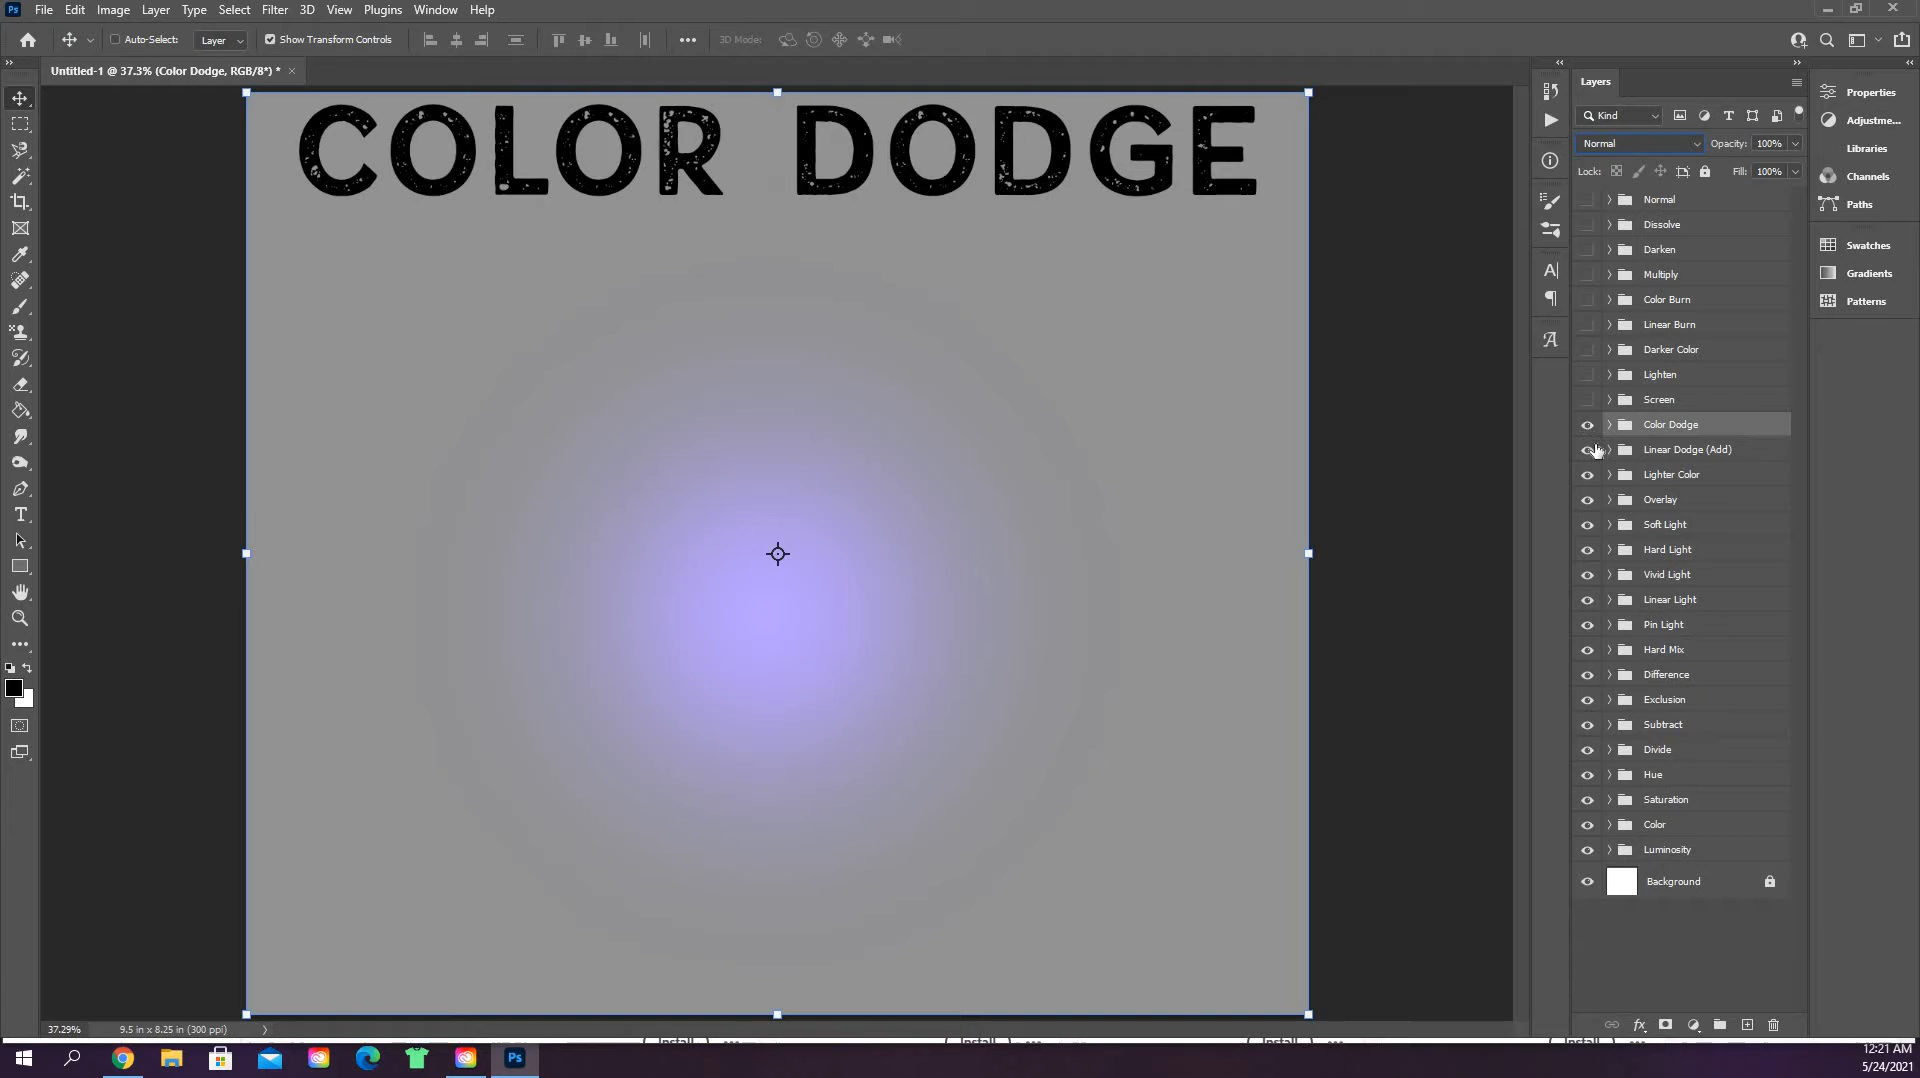 Ps File Edit Image Layer Type Select Filter 3D View Plugins Window Help
Auto-Select: Layer Show Transform Controls 3D Mode:
Untitled-1 @ 37.3% (Color Dodge, RGB/8*) *
COLOR DODGE
Layers
Kind
Normal Opacity: 100%
Lock: Fill: 100%
Normal
Dissolve
Darken
Multiply
Color Burn
Linear Burn
Darker Color
Lighten
Screen
Color Dodge
Linear Dodge (Add)
Lighter Color
Overlay
Soft Light
Hard Light
Vivid Light
Linear Light
Pin Light
Hard Mix
Difference
Exclusion
Subtract
Divide
Hue
Saturation
Color
Luminosity
Background
Properties
Adjustme...
Libraries
Channels
Paths
Swatches
Gradients
Patterns
37.29% 9.5 in x 8.25 in (300 ppi)
Install Install Install Install
Ps
12:21 AM
5/24/2021